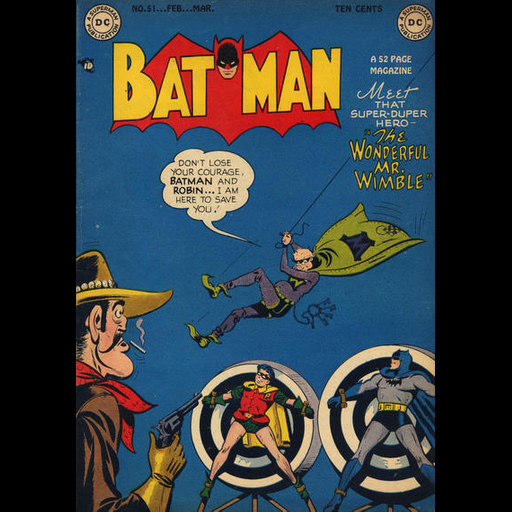 A SUPERMAN DC PUBLICATION
NO. 51...FEB...-MAR.
TEN CENTS
A SUPERMAN DC PUBLICATION
BATMAN
A 52 PAGE
MAGAZINE
Meet
THAT
SUPER-DUPER
HERO-
"The
WONDERFUL
MR.
WIMBLE"
DON'T LOSE
YOUR COURAGE,
BATMAN AND
ROBIN... I AM
HERE TO SAVE
YOU!
R